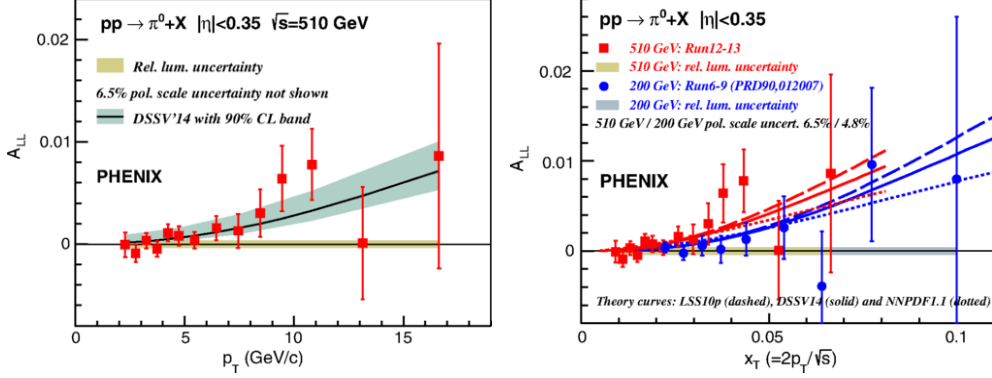 pp → π⁰+X |η|<0.35 √s=510 GeV
0.02
Rel. lum. uncertainty
6.5% pol. scale uncertainty not shown
DSSV'14 with 90% CL band
0.01
A_LL
PHENIX
0
0 5 10 15
p_T (GeV/c)
pp → π⁰+X |η|<0.35
510 GeV: Run12-13
510 GeV: rel. lum. uncertainty
0.02
200 GeV: Run6-9 (PRD90,012007)
200 GeV: rel. lum. uncertainty
510 GeV / 200 GeV pol. scale uncert. 6.5% / 4.8%
0.01
A_LL
PHENIX
0
Theory curves: LSS10p (dashed), DSSV14 (solid) and NNPDF1.1 (dotted)
0 0.05 0.1
x_T (=2p_T/√s)